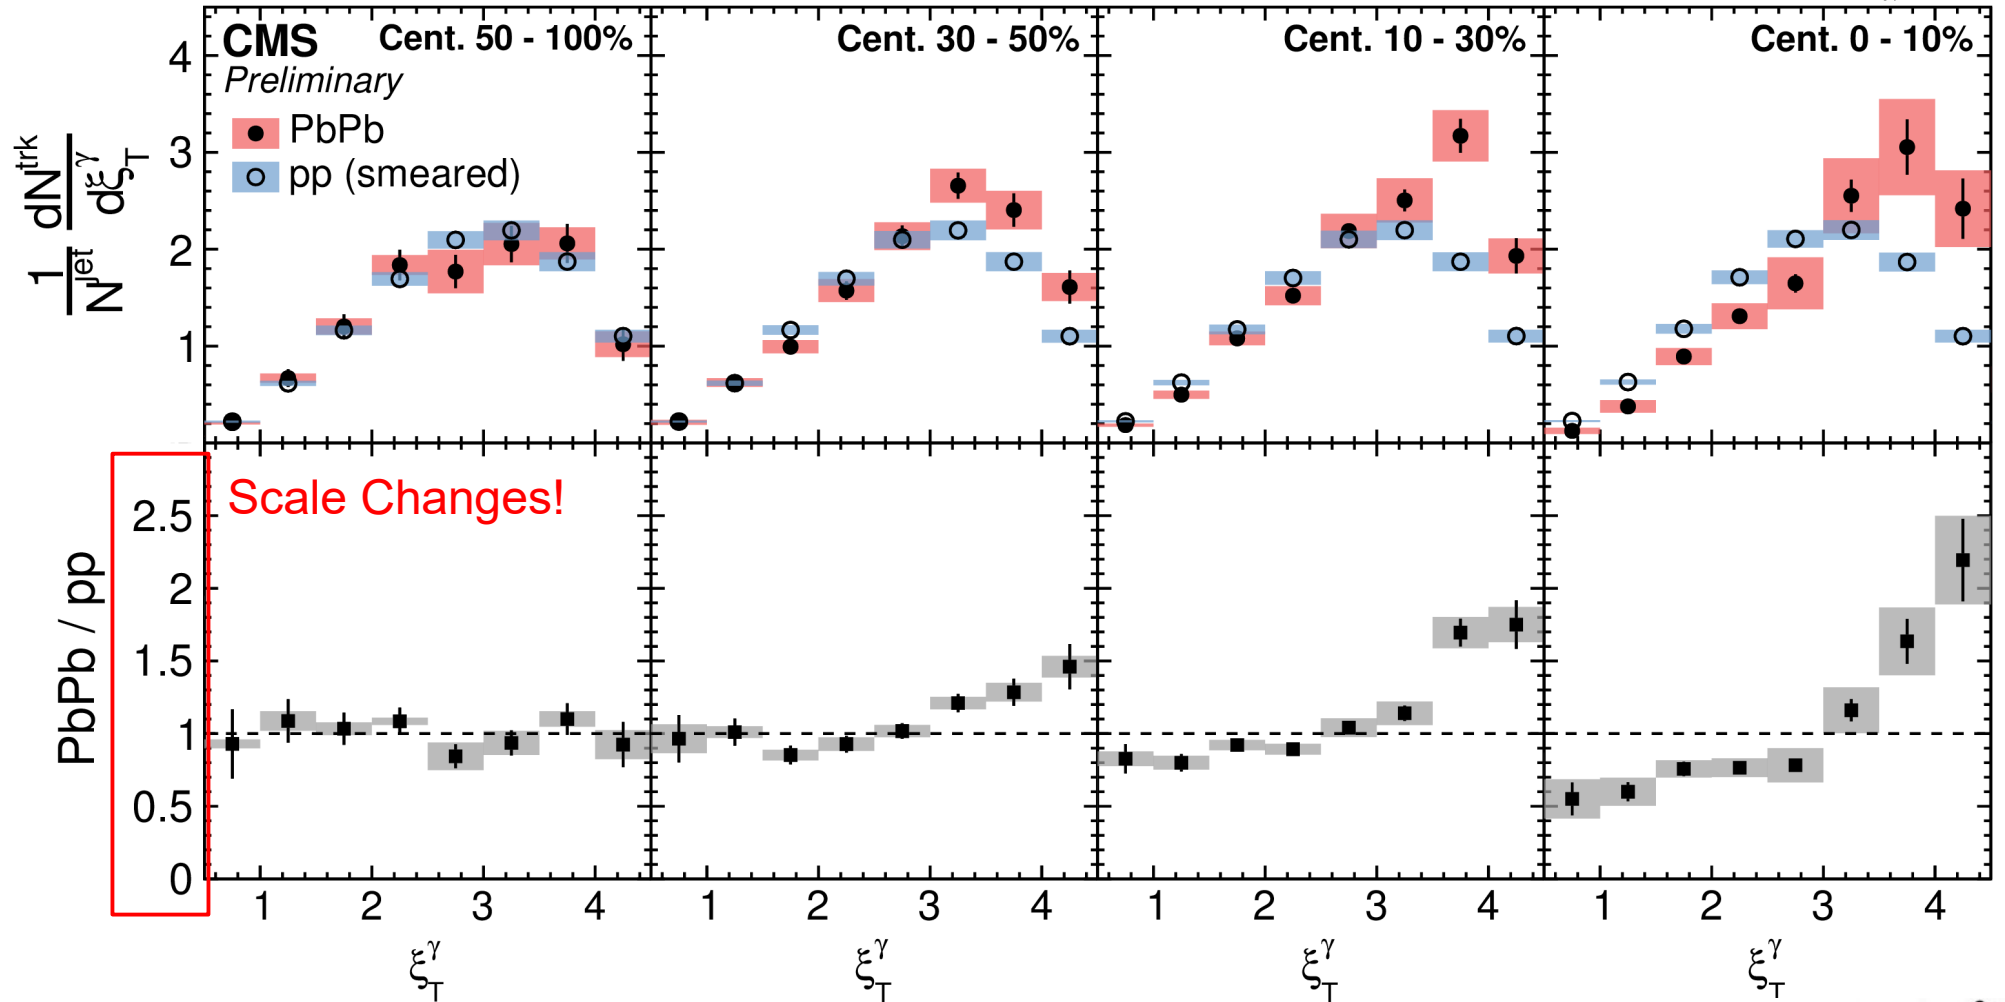 CMS Cent. 50 - 100%
Preliminary
PbPb
pp (smeared)
Cent. 30 - 50%
Cent. 10 - 30%
Cent. 0 - 10%
1/N^jet dN^trk/dξ_T^γ
4
3
2
1
Scale Changes!
PbPb / pp
2.5
2
1.5
1
0.5
0
1 2 3 4 1 2 3 4 1 2 3 4 1 2 3 4
ξ_T^γ ξ_T^γ ξ_T^γ ξ_T^γ